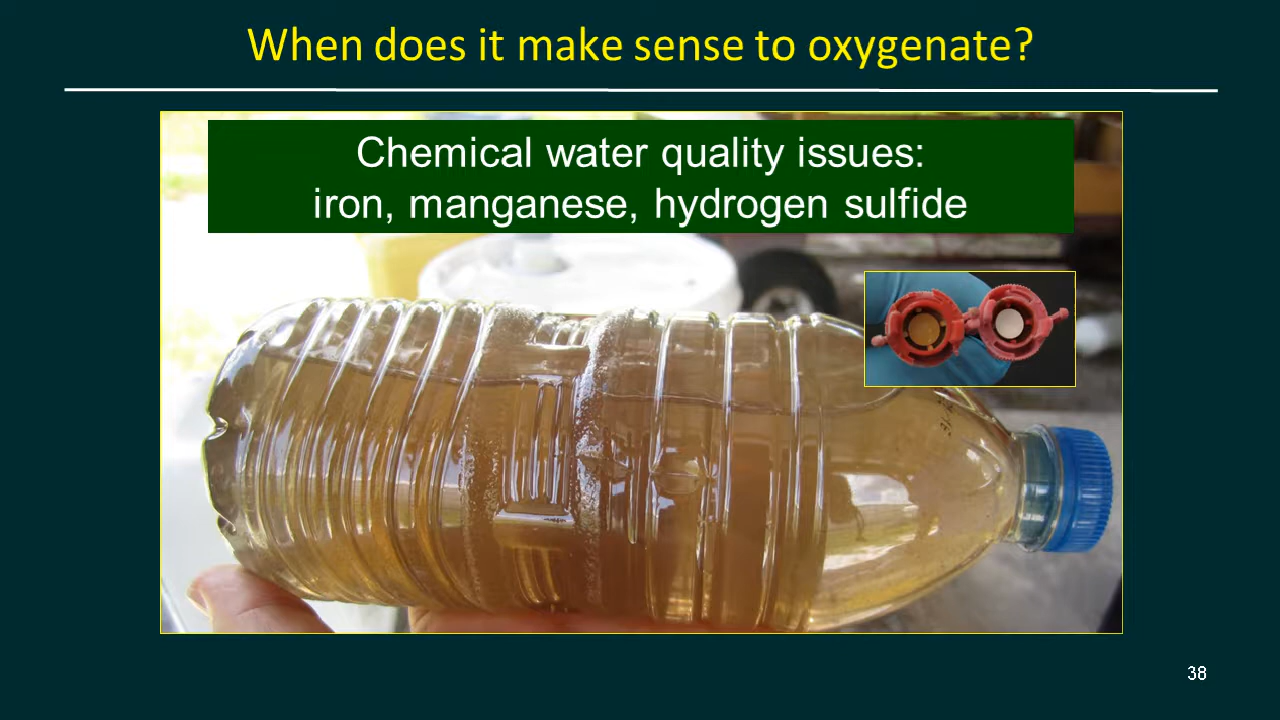 When does it make sense to oxygenate?
Chemical water quality issues:
iron, manganese, hydrogen sulfide
38